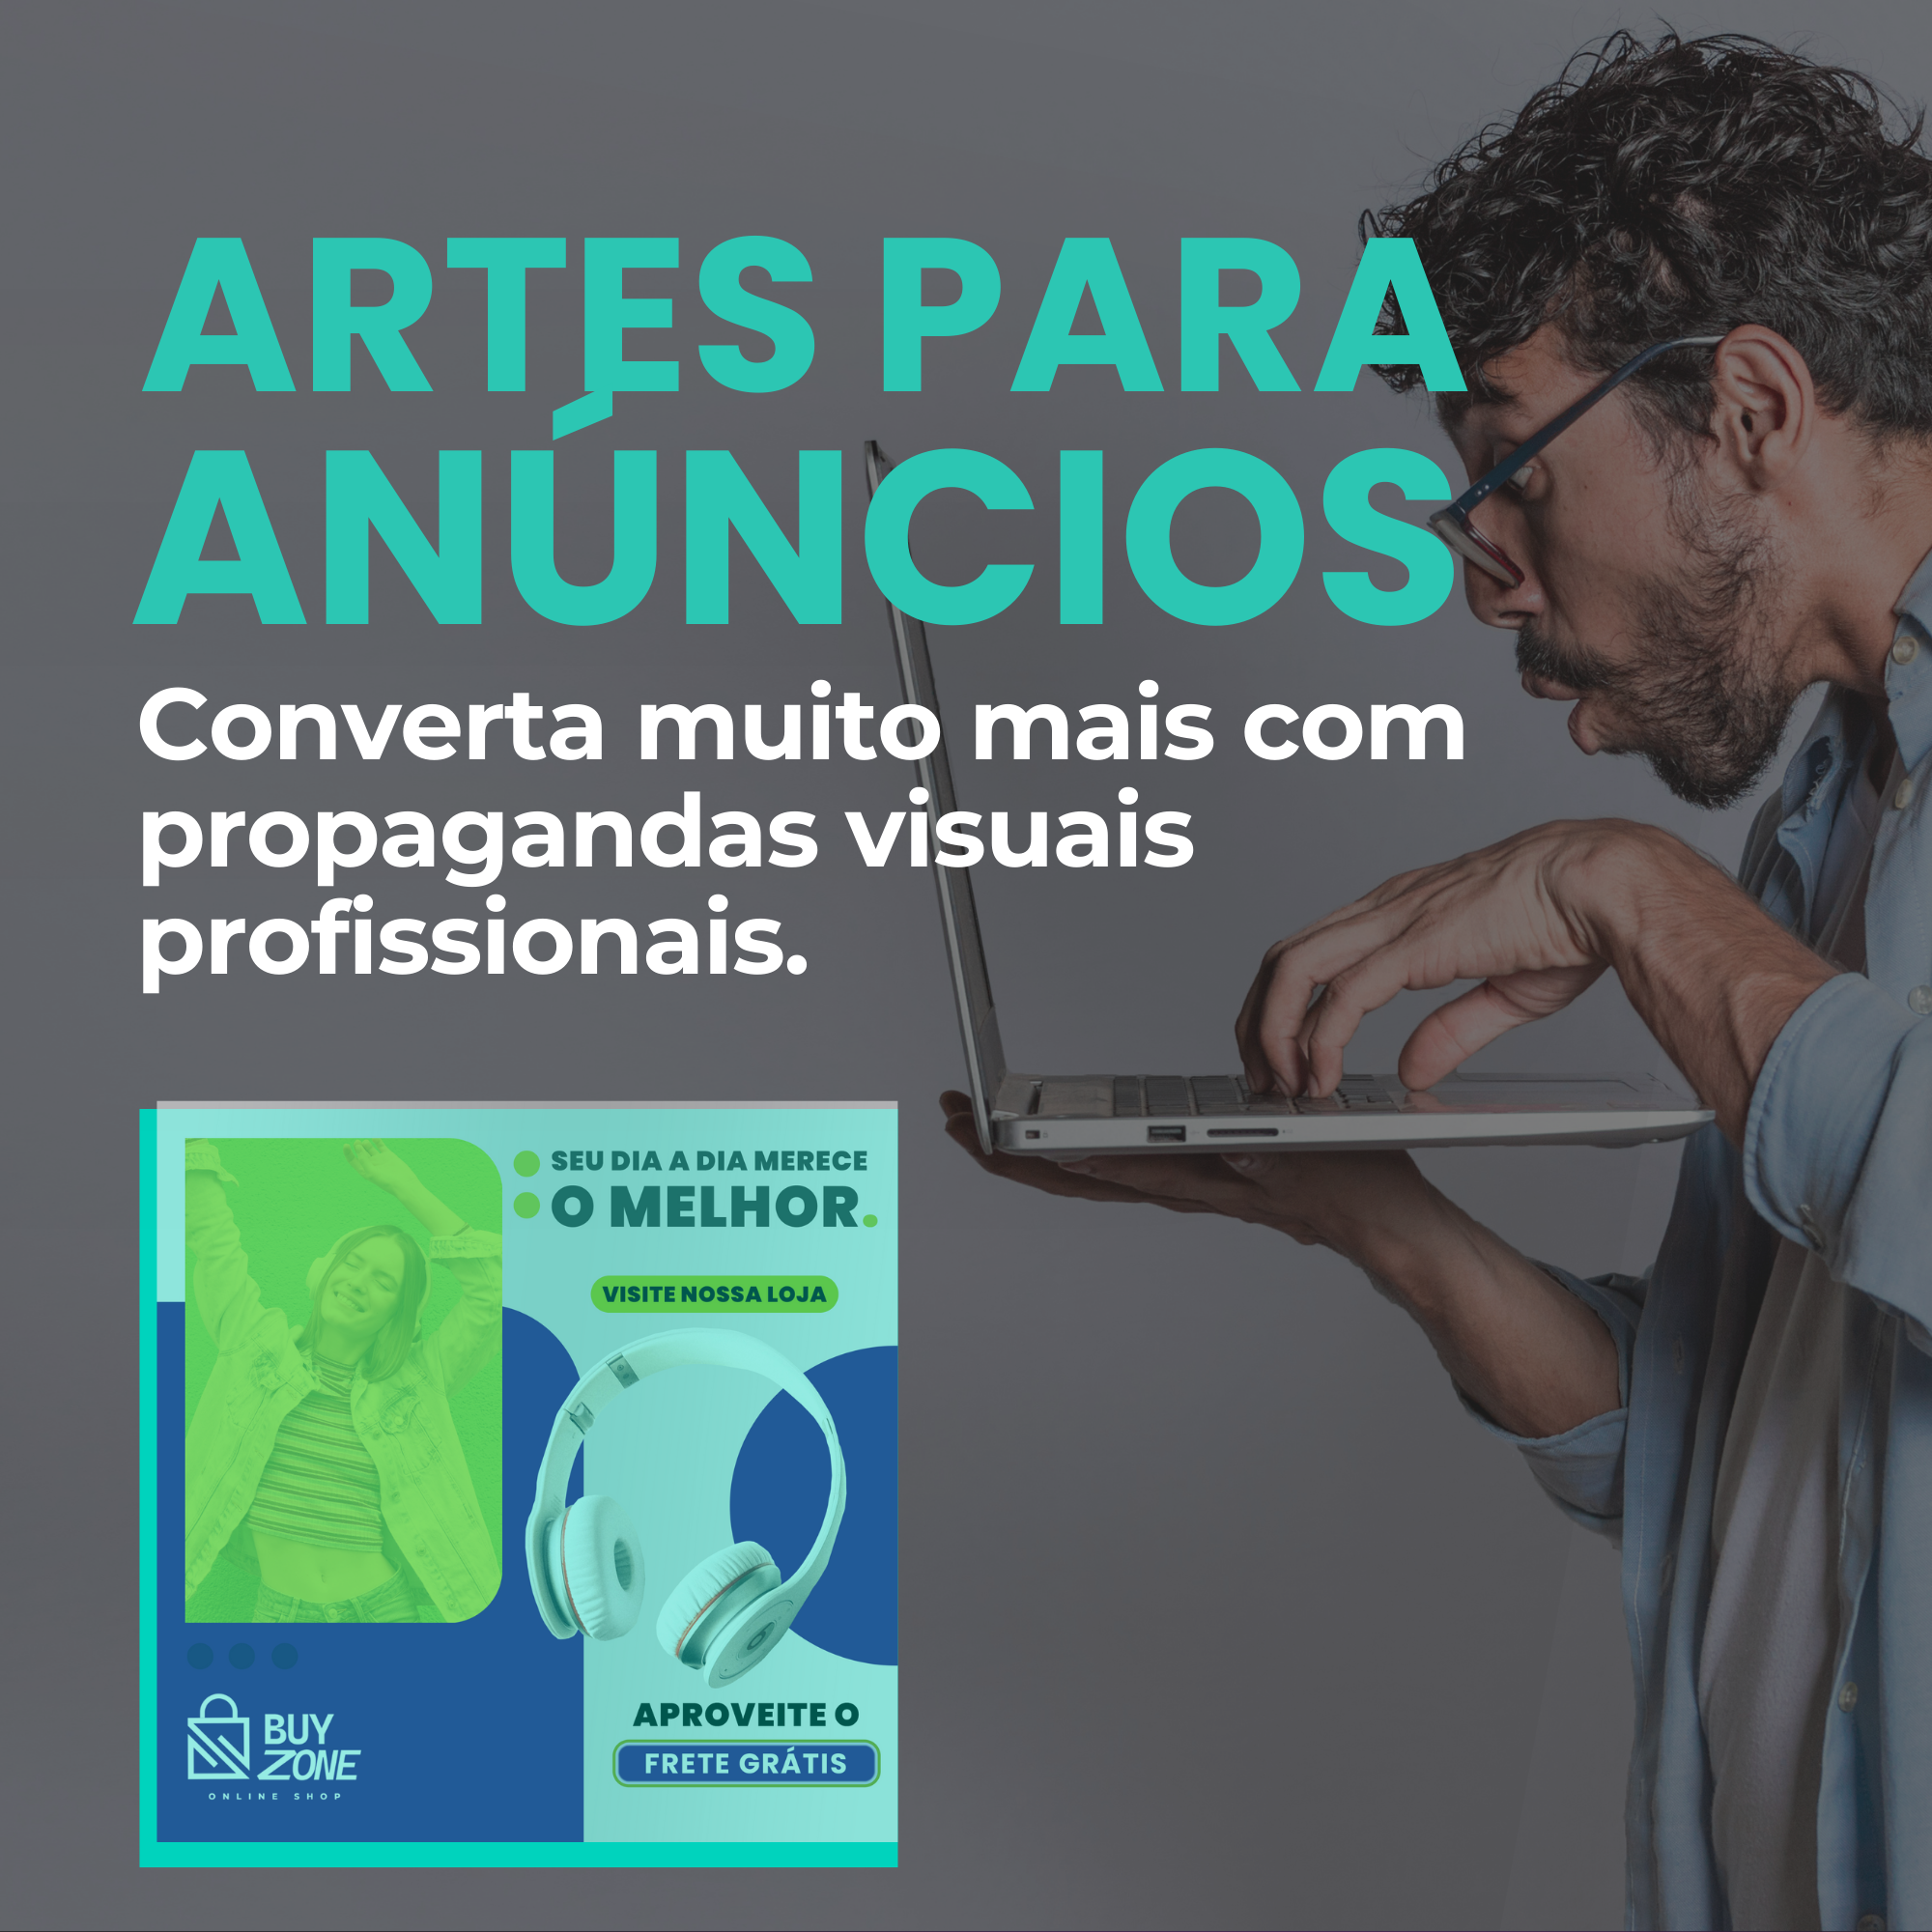 ARTES PARA
ANÚNCIOS
Converta muito mais com
propagandas visuais
profissionais.
SEU DIA A DIA MERECE
O MELHOR.
VISITE NOSSA LOJA
APROVEITE O
FRETE GRÁTIS
BUY
ZONE
ONLINE SHOP